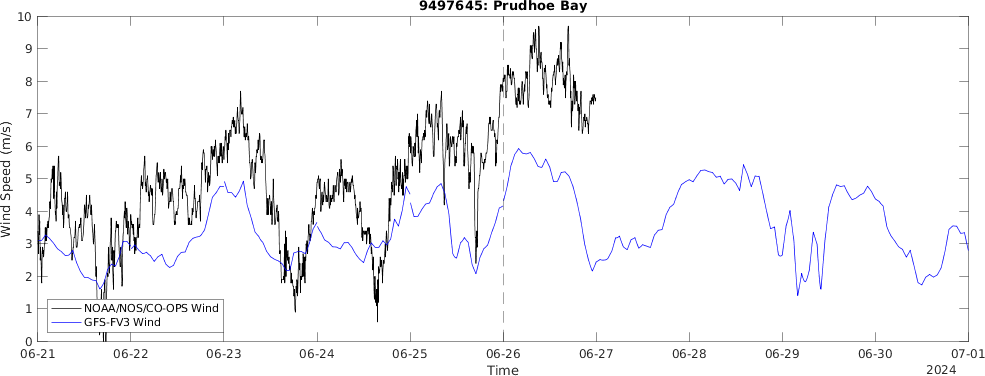 9497645: Prudhoe Bay
10
9
8
7
6
5
4
3
2
1
0
Wind Speed (m/s)
NOAA/NOS/CO-OPS Wind
GFS-FV3 Wind
06-21 06-22 06-23 06-24 06-25 06-26 06-27 06-28 06-29 06-30 07-01
Time
2024